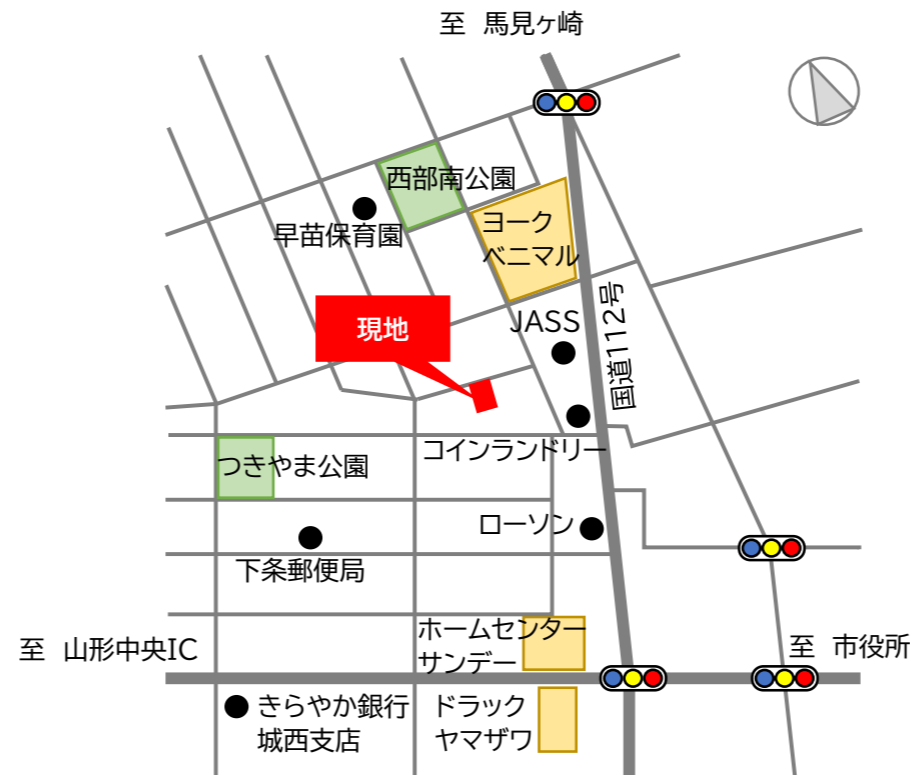 至 馬見ヶ崎
西部南公園
早苗保育園
ヨーク
ベニマル
現地
JASS
国道112号
コインランドリー
つきやま公園
ローソン
下条郵便局
ホームセンター
サンデー
至 山形中央IC
至 市役所
きらやか銀行
城西支店
ドラック
ヤマザワ